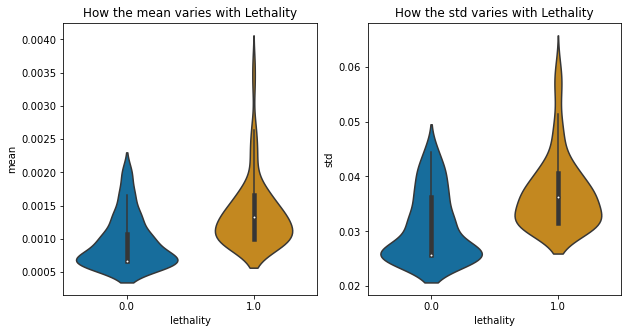 How the mean varies with Lethality
mean
0.0040
0.0035
0.0030
0.0025
0.0020
0.0015
0.0010
0.0005
0.0
1.0
lethality
How the std varies with Lethality
std
0.06
0.05
0.04
0.03
0.02
0.0
1.0
lethality